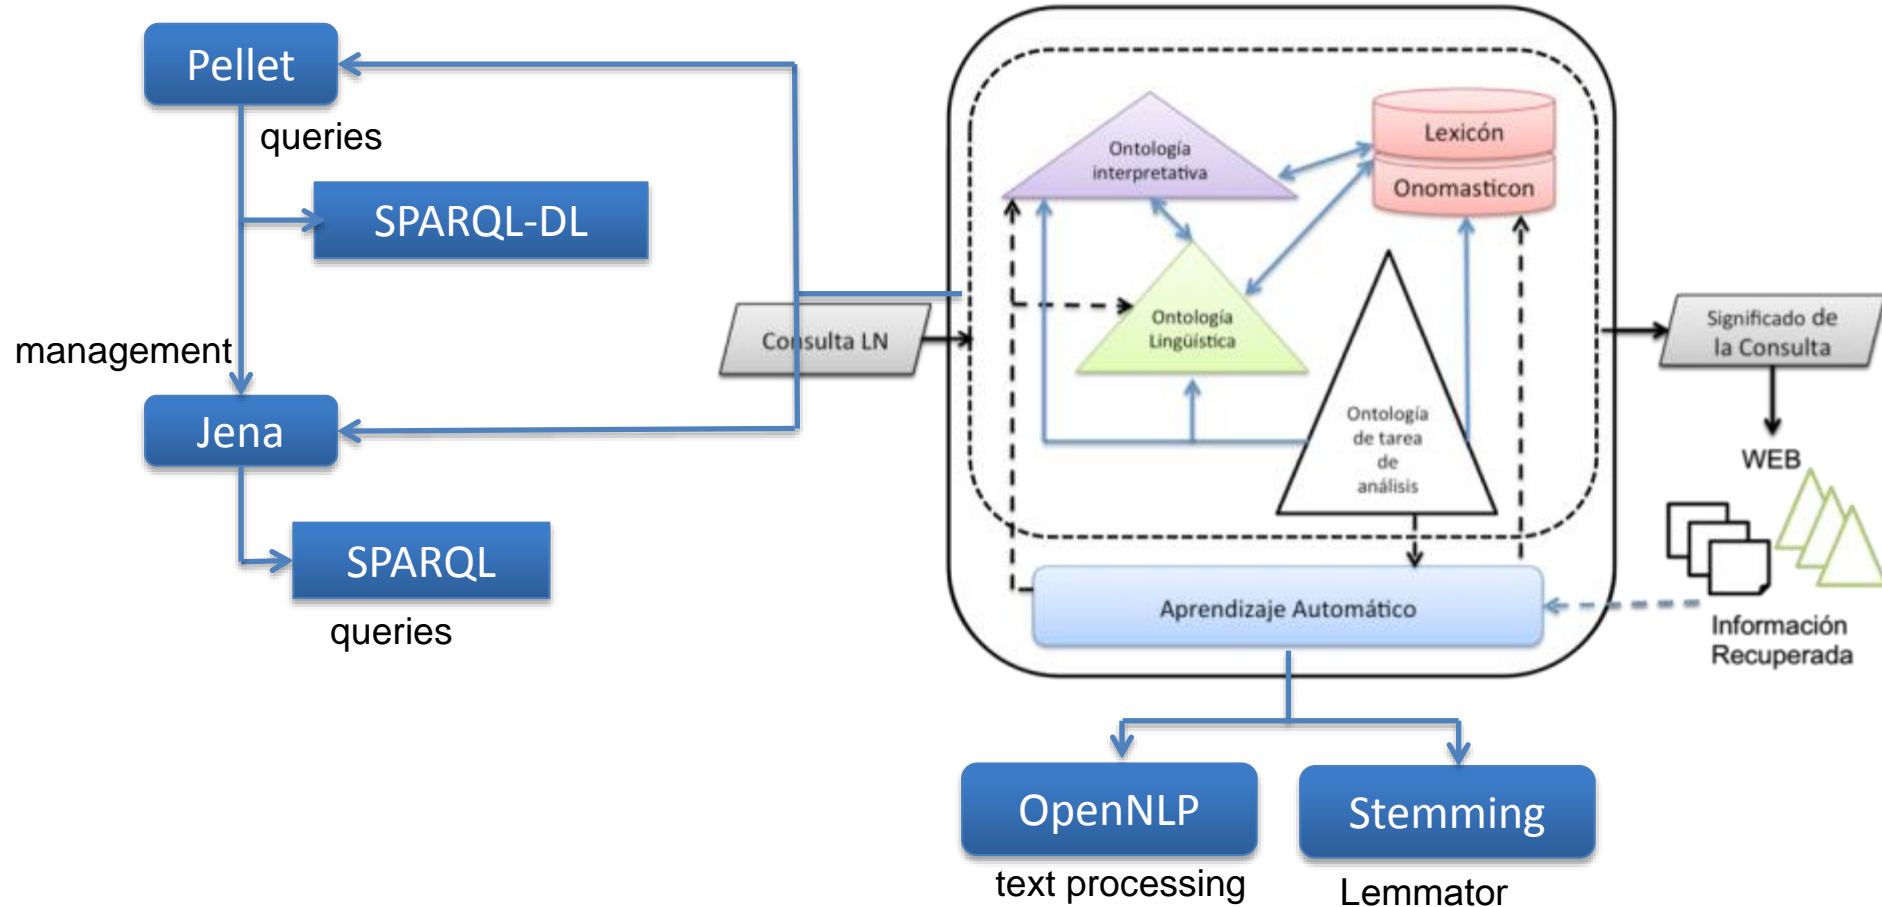 Pellet
queries
SPARQL-DL
management
Jena
SPARQL
queries
Consulta LN
Ontología
interpretativa
Lexicón
Onomasticon
Ontología
Lingüística
Ontología
de tarea
de
análisis
Aprendizaje Automático
Significado de
la Consulta
WEB
Información
Recuperada
OpenNLP
text processing
Stemming
Lemmator